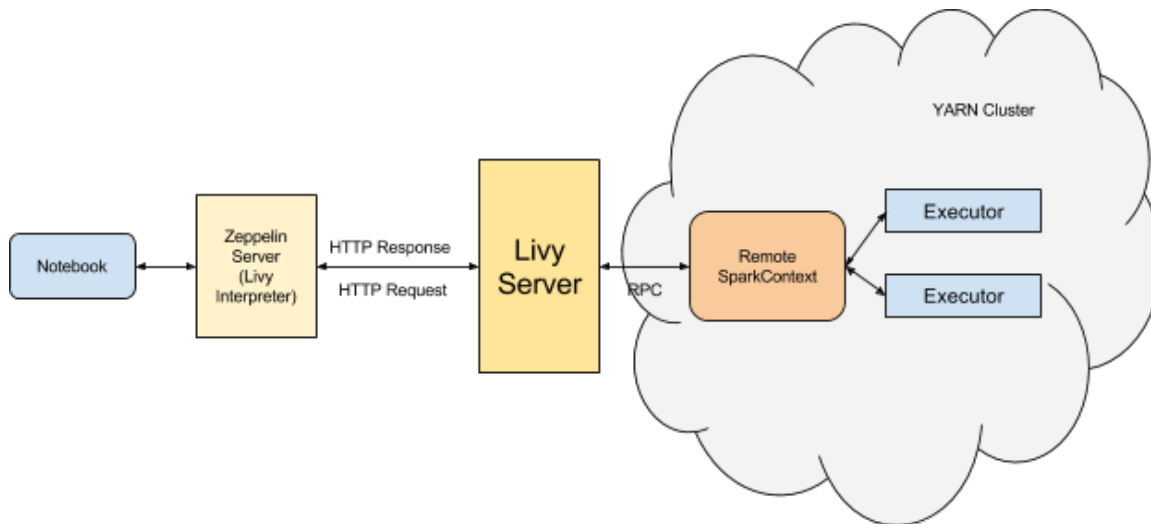 YARN Cluster
Notebook
Zeppelin
Server
(Livy
Interpreter)
HTTP Response
HTTP Request
Livy
Server
RPC
Remote
SparkContext
Executor
Executor